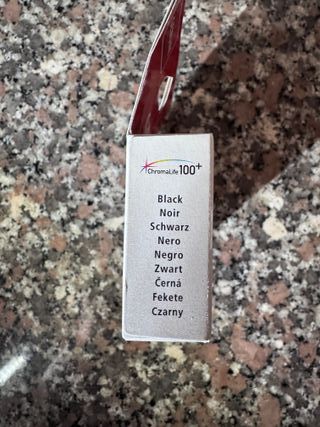 ChromaLife 100+
Black
Noir
Schwarz
Nero
Negro
Zwart
Černá
Fekete
Czarny